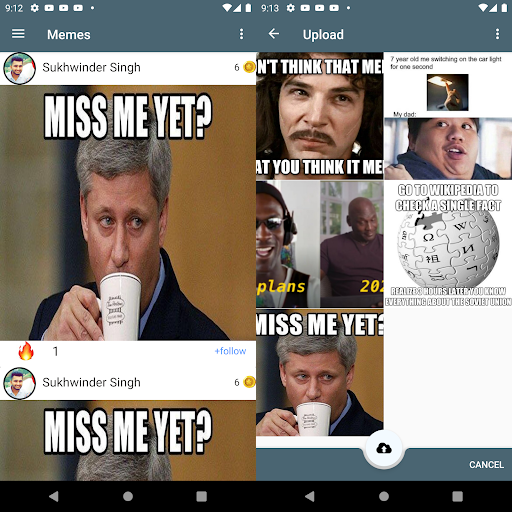 9:12
Memes
Sukhwinder Singh
6
MISS ME YET?
1
+follow
Sukhwinder Singh
6
MISS ME YET?
9:13
Upload
N'T THINK THAT ME
AT YOU THINK IT ME
7 year old me switching on the car light
for one second
My dad:
plans
202
GO TO WIKIPEDIA TO
CHECK A SINGLE FACT
Ω
W
И
祖
REALIZES HOURS LATER YOU KNOW
EVERYTHING ABOUT THE SOVIET UNION
MISS ME YET?
CANCEL